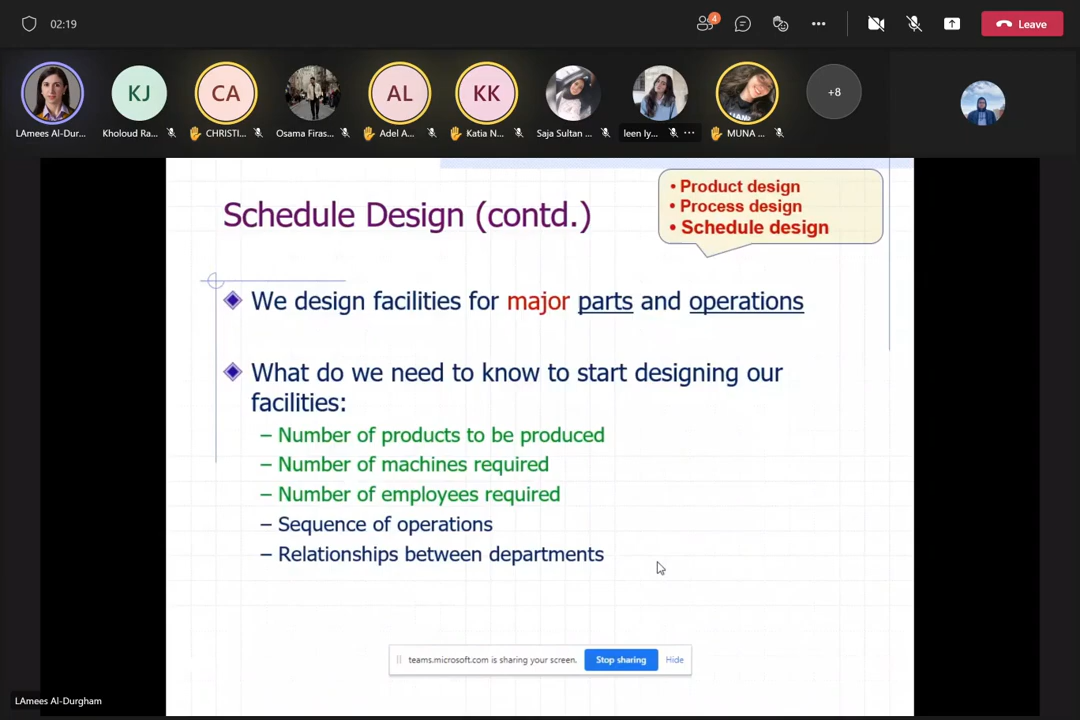 02:19
4
Leave
KJ
CA
AL
KK
+8
LAmees Al-Dur...
Kholoud Ra...
CHRISTI...
Osama Firas...
Adel A...
Katia N...
Saja Sultan ...
leen Iy...
MUNA ...
• Product design
• Process design
• Schedule design
Schedule Design (contd.)
We design facilities for major parts and operations
What do we need to know to start designing our
facilities:
– Number of products to be produced
– Number of machines required
– Number of employees required
– Sequence of operations
– Relationships between departments
teams.microsoft.com is sharing your screen.
Stop sharing
Hide
LAmees Al-Durgham